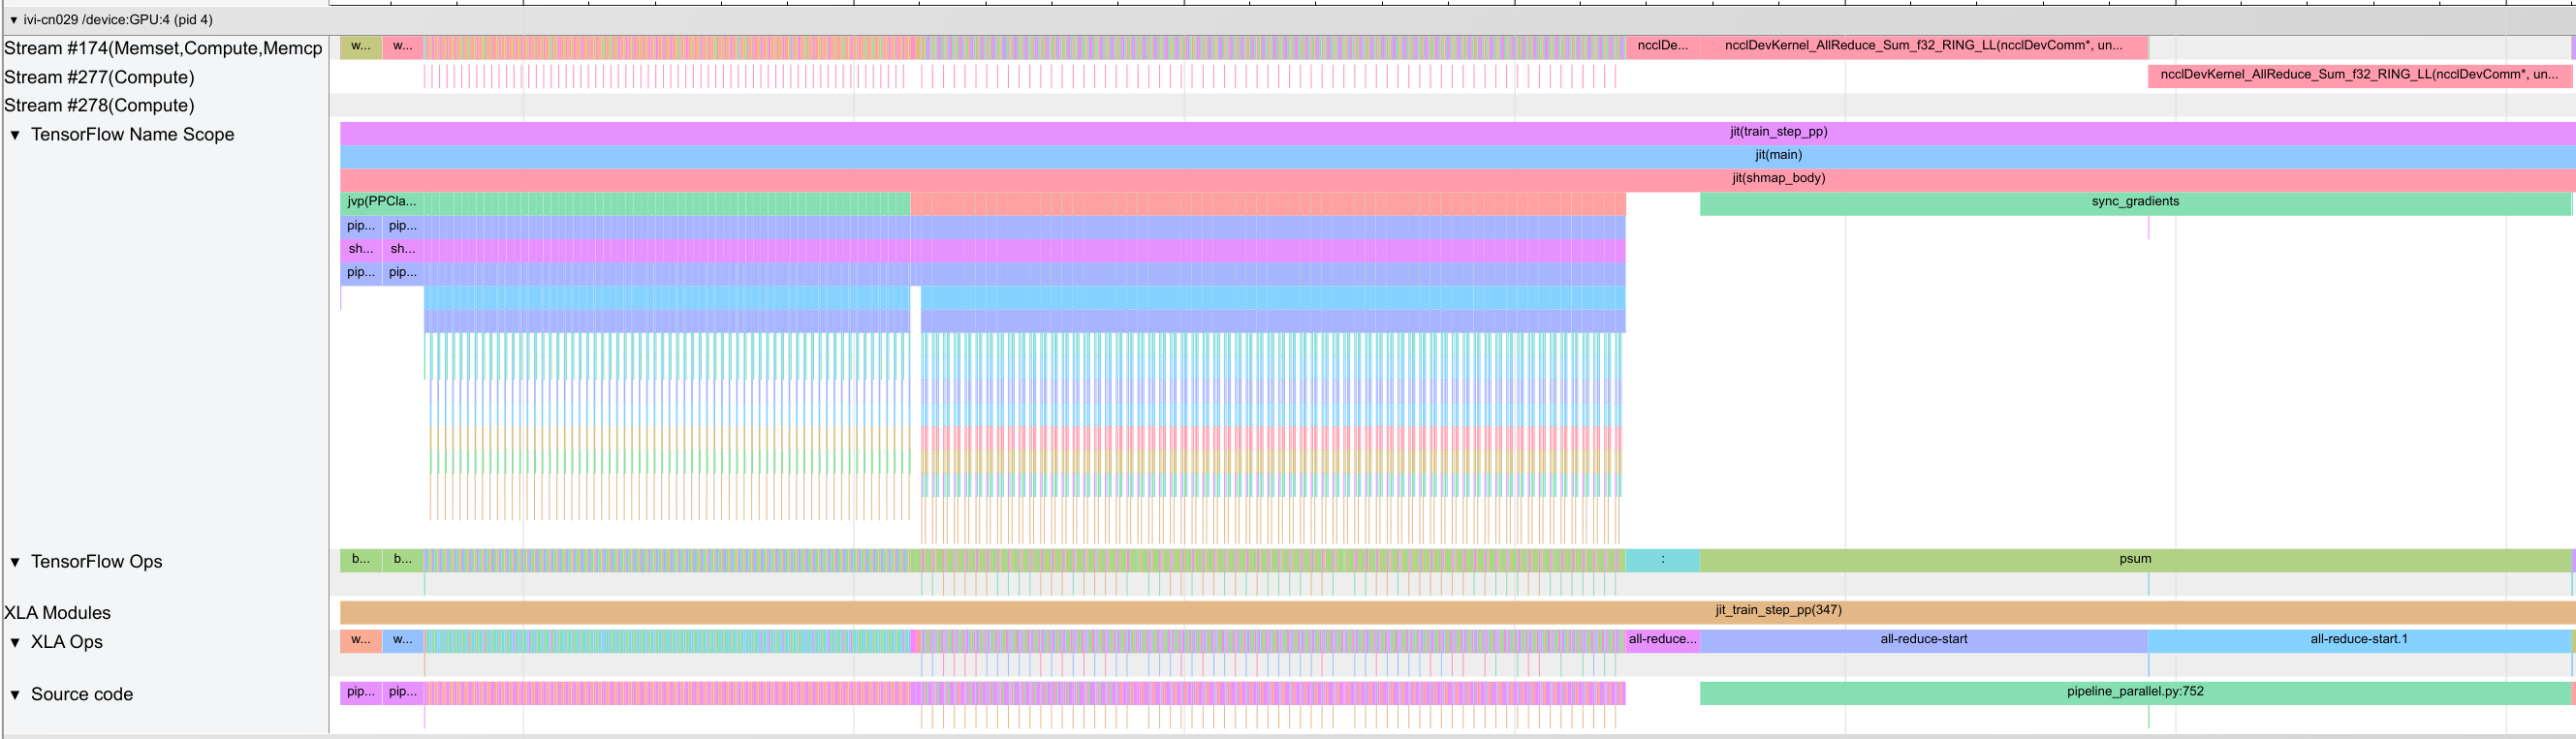 ivi-cn029 /device:GPU:4 (pid 4)
Stream #174(Memset,Compute,Memcp
w... w... ncclDe... ncclDevKernel_AllReduce_Sum_f32_RING_LL(ncclDevComm*, un...
Stream #277(Compute)
ncclDevKernel_AllReduce_Sum_f32_RING_LL(ncclDevComm*, un...
Stream #278(Compute)
TensorFlow Name Scope
jit(train_step_pp)
jit(main)
jit(shmap_body)
jvp(PPCla... sync_gradients
pip... pip...
sh... sh...
pip... pip...
TensorFlow Ops
b... b... : psum
XLA Modules
jit_train_step_pp(347)
XLA Ops
w... w... all-reduce... all-reduce-start all-reduce-start.1
Source code
pip... pip... pipeline_parallel.py:752